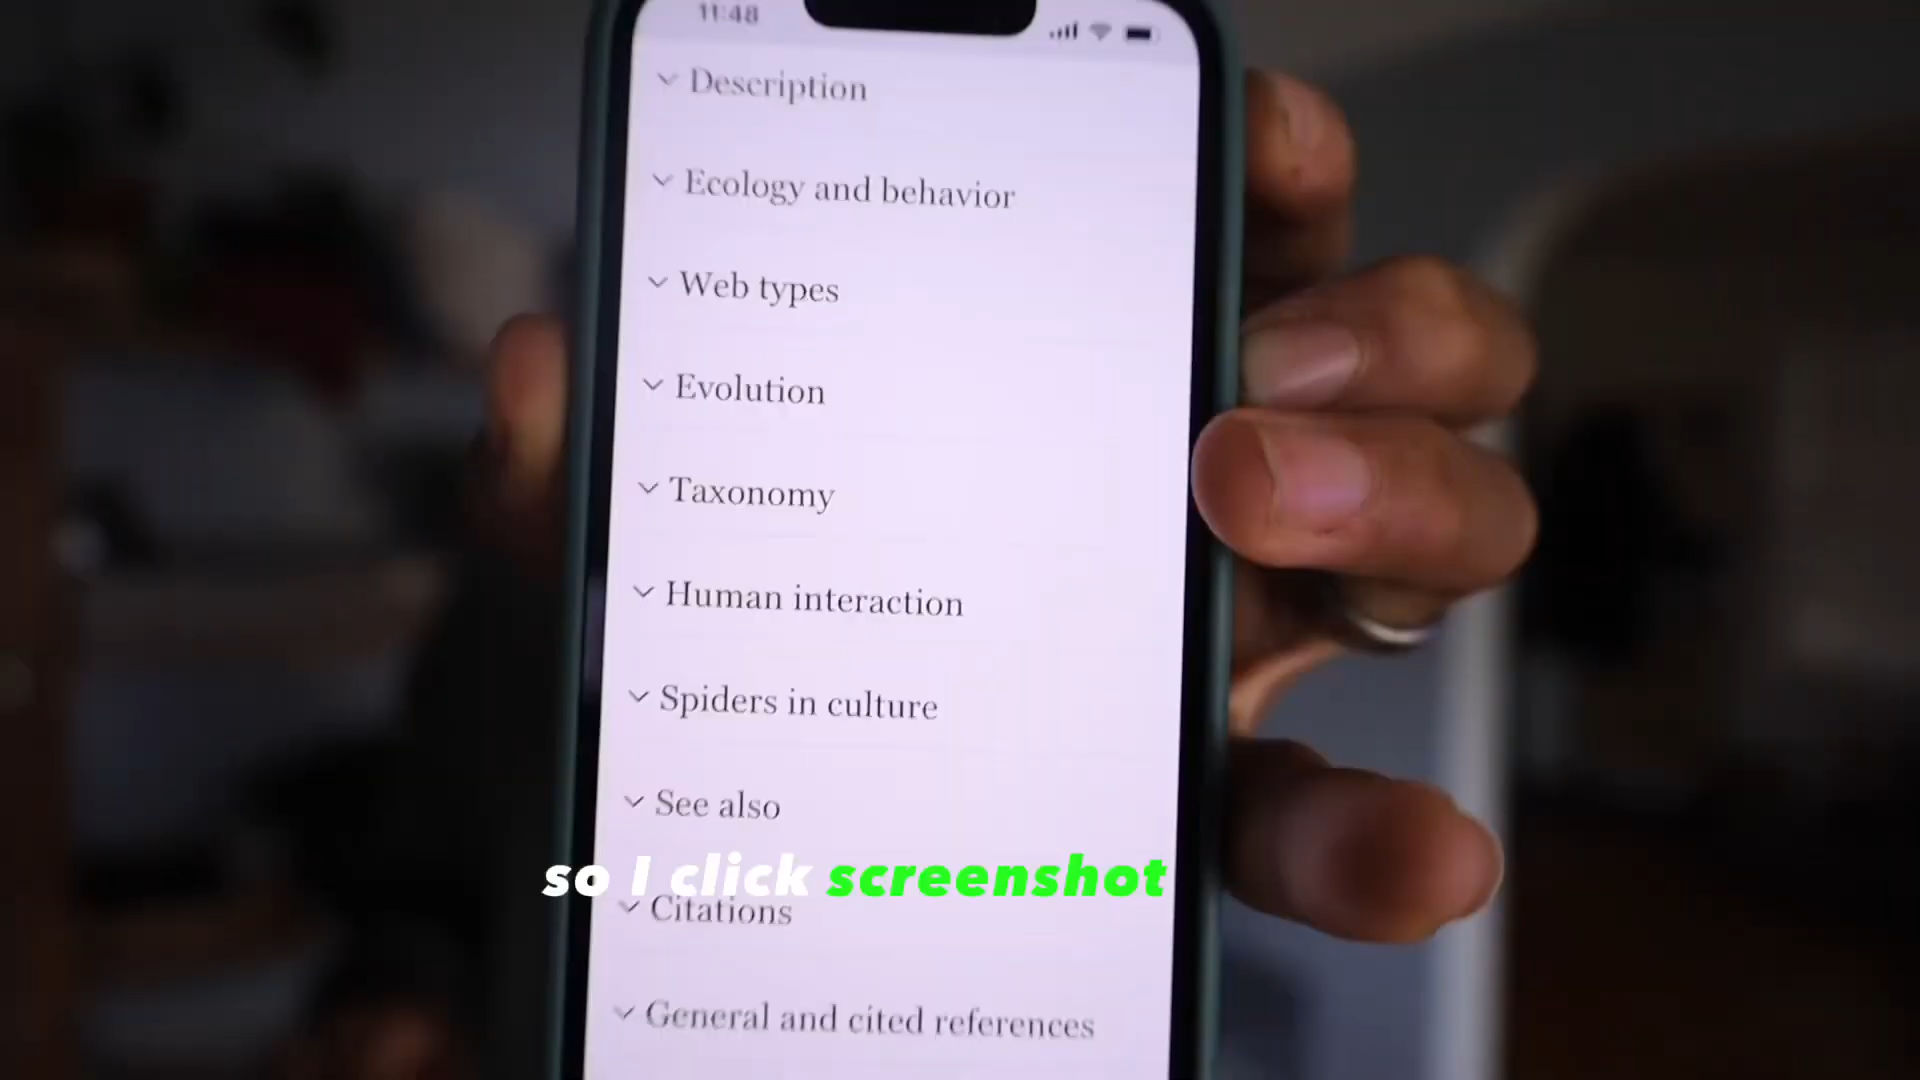 11:48
Description
Ecology and behavior
Web types
Evolution
Taxonomy
Human interaction
Spiders in culture
See also
so I click screenshot
Citations
General and cited references